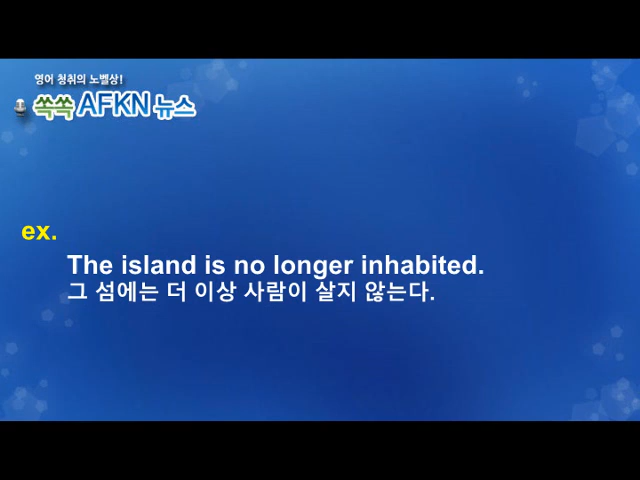 영어 청취의 노벨상!
쏙쏙 AFKN 뉴스
ex.
The island is no longer inhabited.
그 섬에는 더 이상 사람이 살지 않는다.